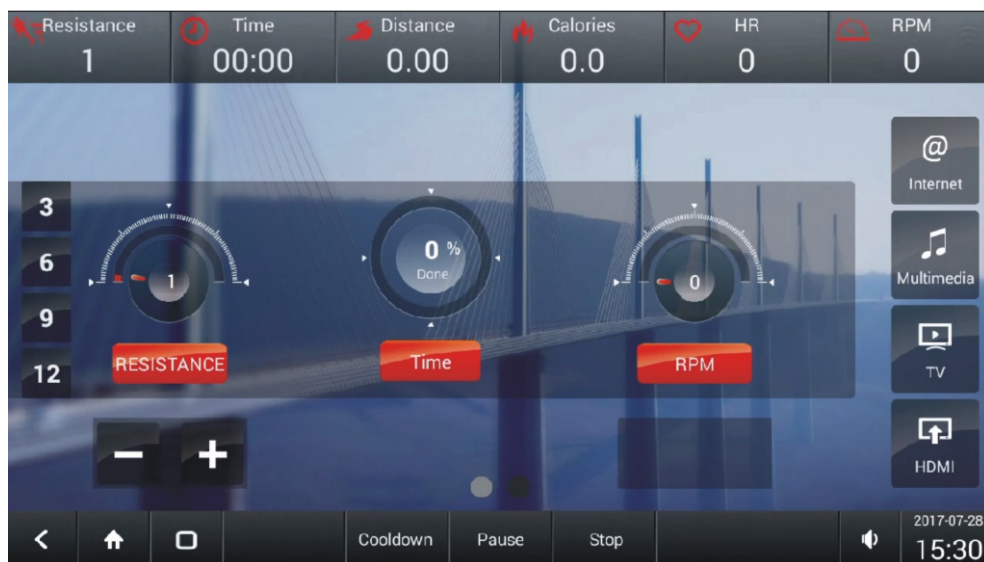 Resistance
1
Time
00:00
Distance
0.00
Calories
0.0
HR
0
RPM
0
@
Internet
Multimedia
TV
HDMI
3
6
9
12
1
RESISTANCE
0 %
Done
Time
0
RPM
− +
Cooldown Pause Stop
2017-07-28
15:30